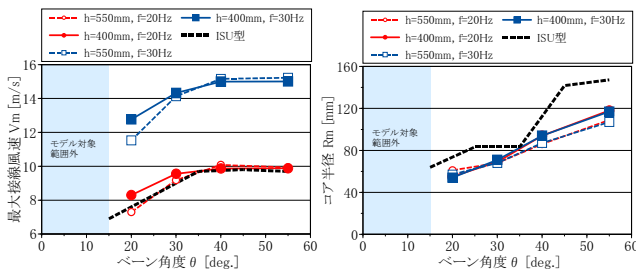 h=550mm, f=20Hz
h=400mm, f=30Hz
h=400mm, f=20Hz
ISU型
h=550mm, f=30Hz
16
14
12
10
8
6
0
10
20
30
40
50
60
モデル対象
範囲外
最大接線風速 Vm [m/s]
ベーン角度 θ [deg.]
h=550mm, f=20Hz
h=400mm, f=30Hz
h=400mm, f=20Hz
ISU型
h=550mm, f=30Hz
160
120
80
40
0
0
10
20
30
40
50
60
モデル対象
範囲外
コア半径 Rm [mm]
ベーン角度 θ [deg.]